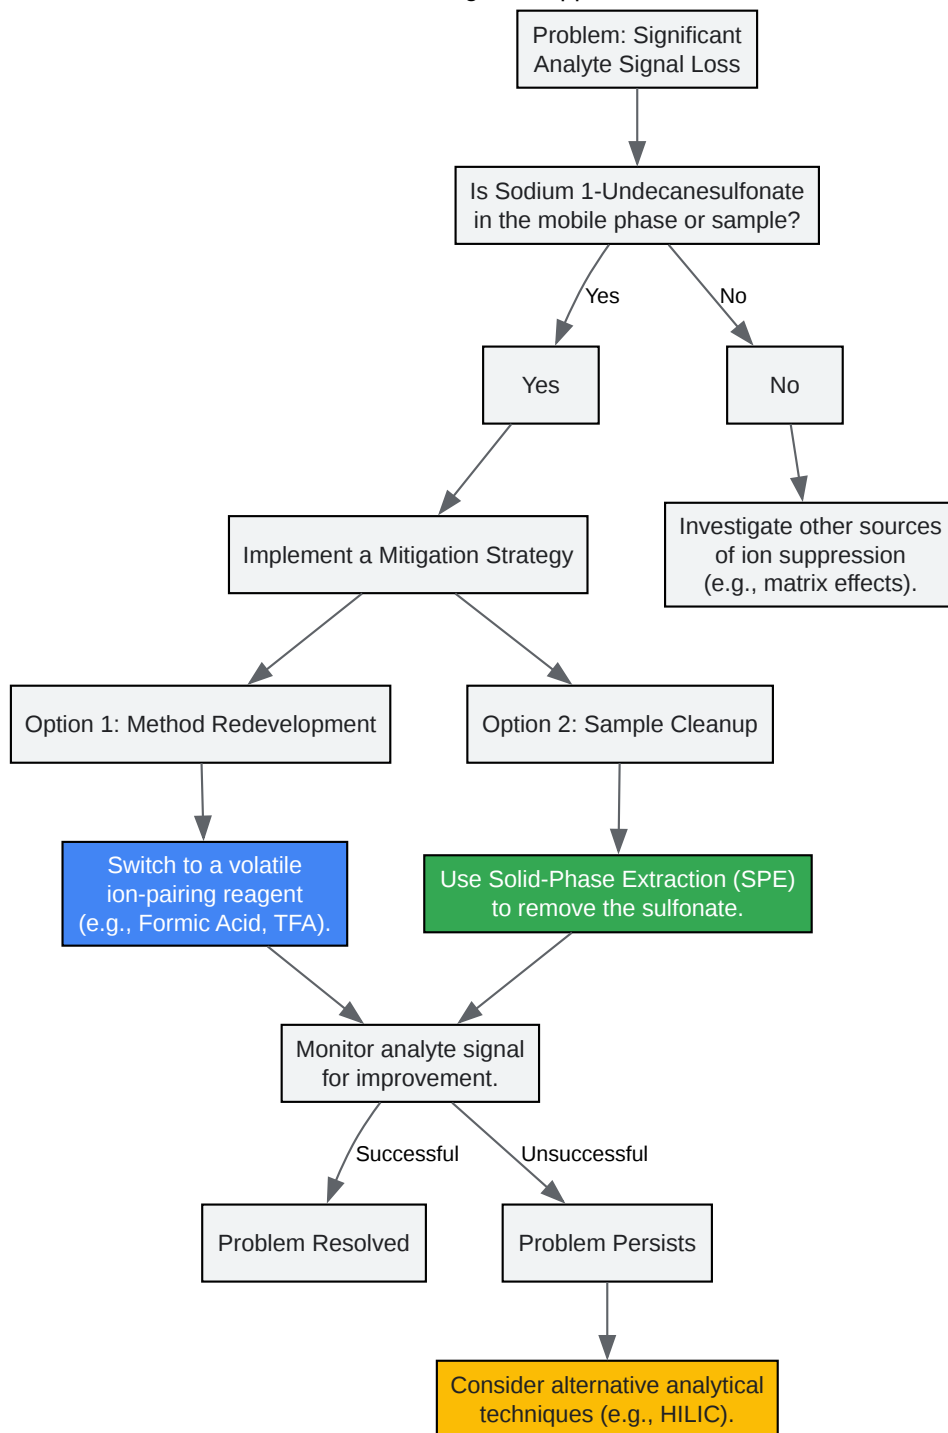 Problem: Significant
Analyte Signal Loss
Is Sodium 1-Undecanesulfonate
in the mobile phase or sample?
Yes
No
Yes
No
Implement a Mitigation Strategy
Investigate other sources
of ion suppression
(e.g., matrix effects).
Option 1: Method Redevelopment
Option 2: Sample Cleanup
Switch to a volatile
ion-pairing reagent
(e.g., Formic Acid, TFA).
Use Solid-Phase Extraction (SPE)
to remove the sulfonate.
Monitor analyte signal
for improvement.
Successful
Unsuccessful
Problem Resolved
Problem Persists
Consider alternative analytical
techniques (e.g., HILIC).